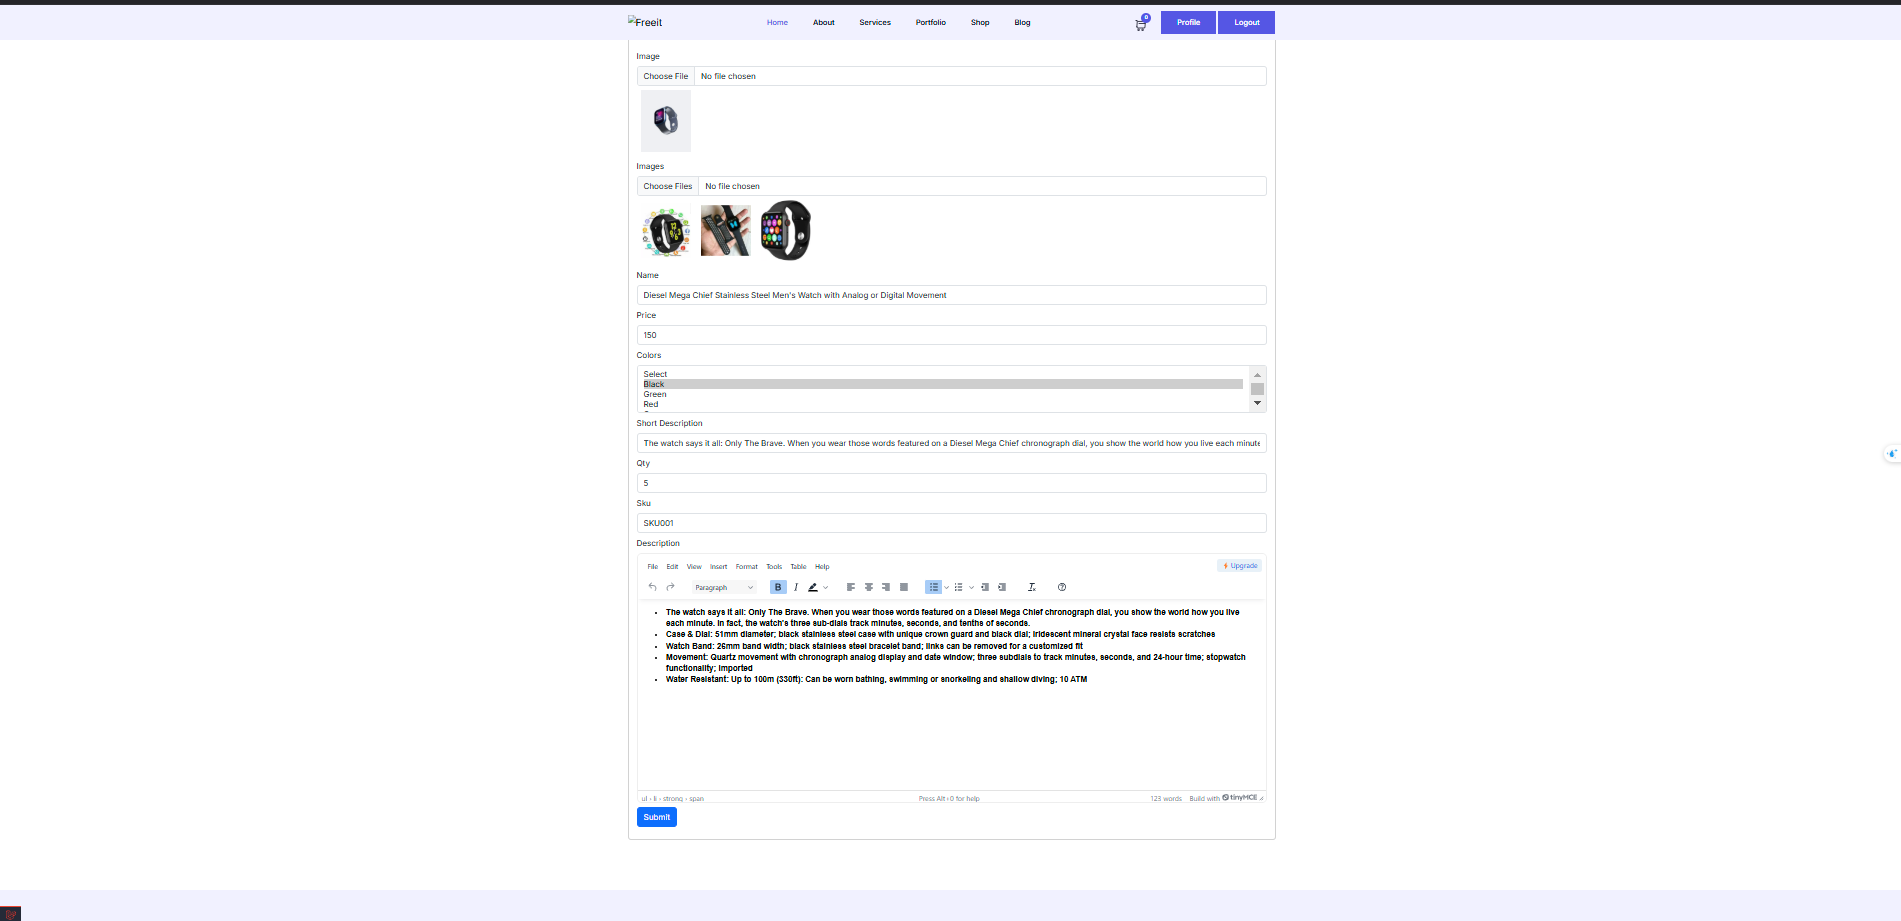 Freeit
Home
About
Services
Portfolio
Shop
Blog
0
Profile
Logout
Image
Choose File
No file chosen
Images
Choose Files
No file chosen
Name
Diesel Mega Chief Stainless Steel Men's Watch with Analog or Digital Movement
Price
150
Colors
Select
Black
Green
Red
Short Description
The watch says it all: Only The Brave. When you wear those words featured on a Diesel Mega Chief chronograph dial, you show the world how you live each minute
Qty
5
Sku
SKU001
Description
File Edit View Insert Format Tools Table Help
Upgrade
Paragraph
B I
The watch says it all: Only The Brave. When you wear those words featured on a Diesel Mega Chief chronograph dial, you show the world how you live
each minute. In fact, the watch's three sub-dials track minutes, seconds, and tenths of seconds.
Case & Dial: 51mm diameter; black stainless steel case with unique crown guard and black dial; iridescent mineral crystal face resists scratches
Watch Band: 26mm band width; black stainless steel bracelet band; links can be removed for a customized fit
Movement: Quartz movement with chronograph analog display and date window; three subdials to track minutes, seconds, and 24-hour time; stopwatch
functionality; Imported
Water Resistant: Up to 100m (330ft): Can be worn bathing, swimming or snorkeling and shallow diving; 10 ATM
ul › li › strong › span
Press Alt+0 for help
123 words
Build with tinyMCE
Submit